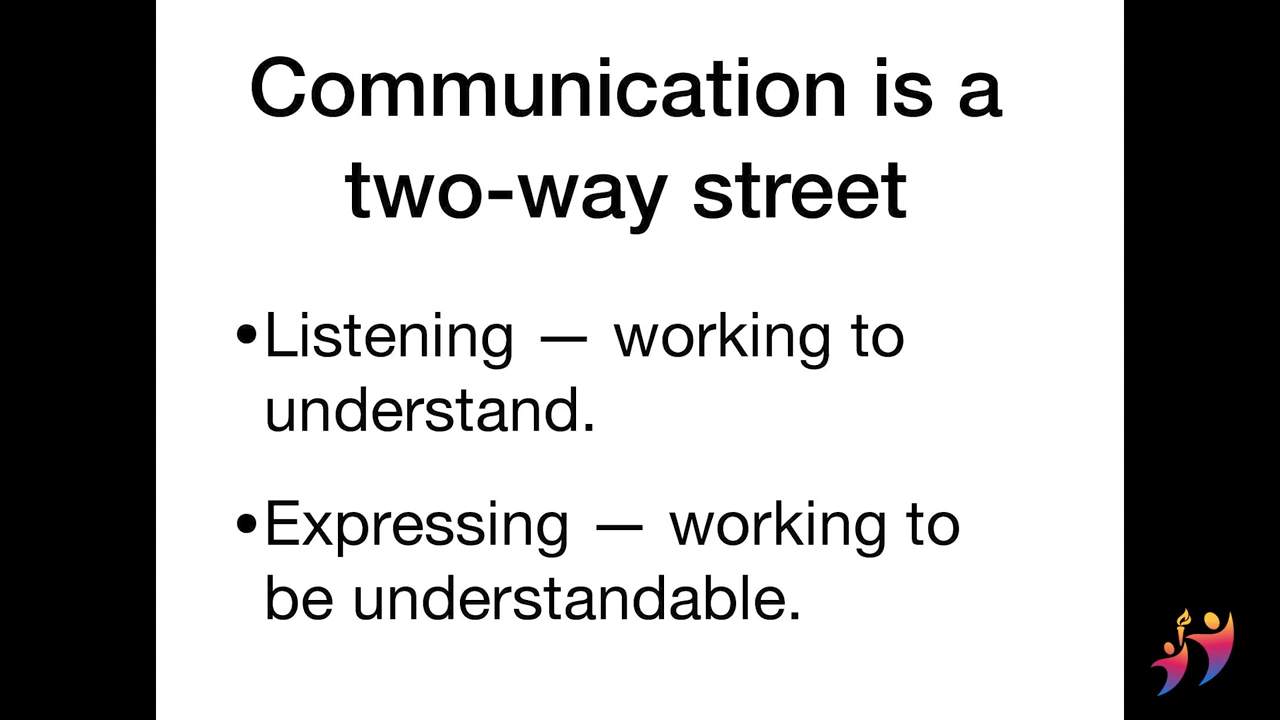 Communication is a
two-way street
•Listening — working to
understand.
•Expressing — working to
be understandable.